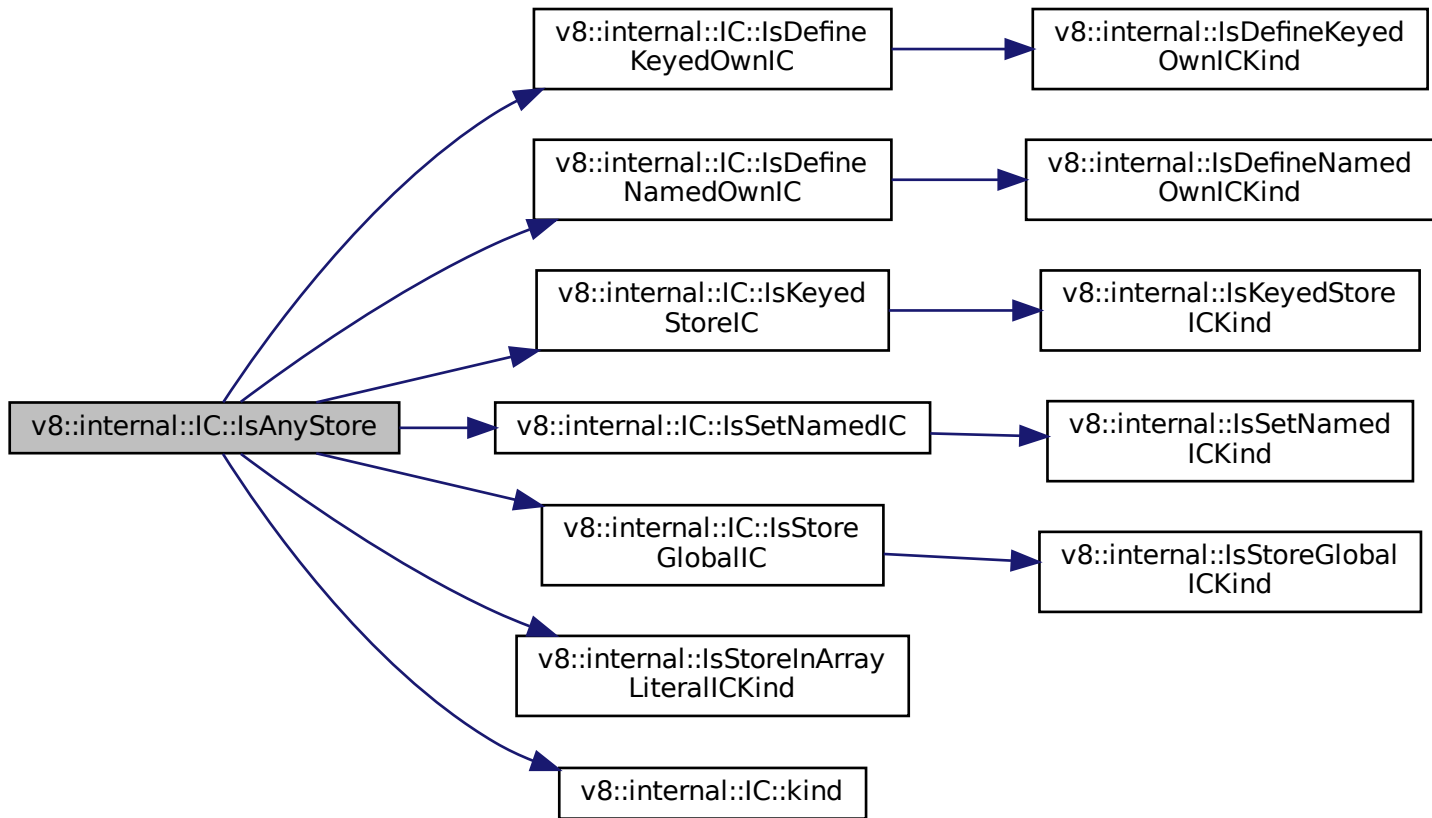 v8::internal::IC::IsDefine
KeyedOwnIC
v8::internal::IsDefineKeyed
OwnICKind
v8::internal::IC::IsDefine
NamedOwnIC
v8::internal::IsDefineNamed
OwnICKind
v8::internal::IC::IsKeyed
StoreIC
v8::internal::IsKeyedStore
ICKind
v8::internal::IC::IsAnyStore
v8::internal::IC::IsSetNamedIC
v8::internal::IsSetNamed
ICKind
v8::internal::IC::IsStore
GlobalIC
v8::internal::IsStoreGlobal
ICKind
v8::internal::IsStoreInArray
LiteralICKind
v8::internal::IC::kind